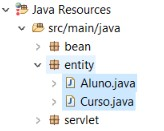 Java Resources
src/main/java
bean
entity
Aluno.java
Curso.java
servlet